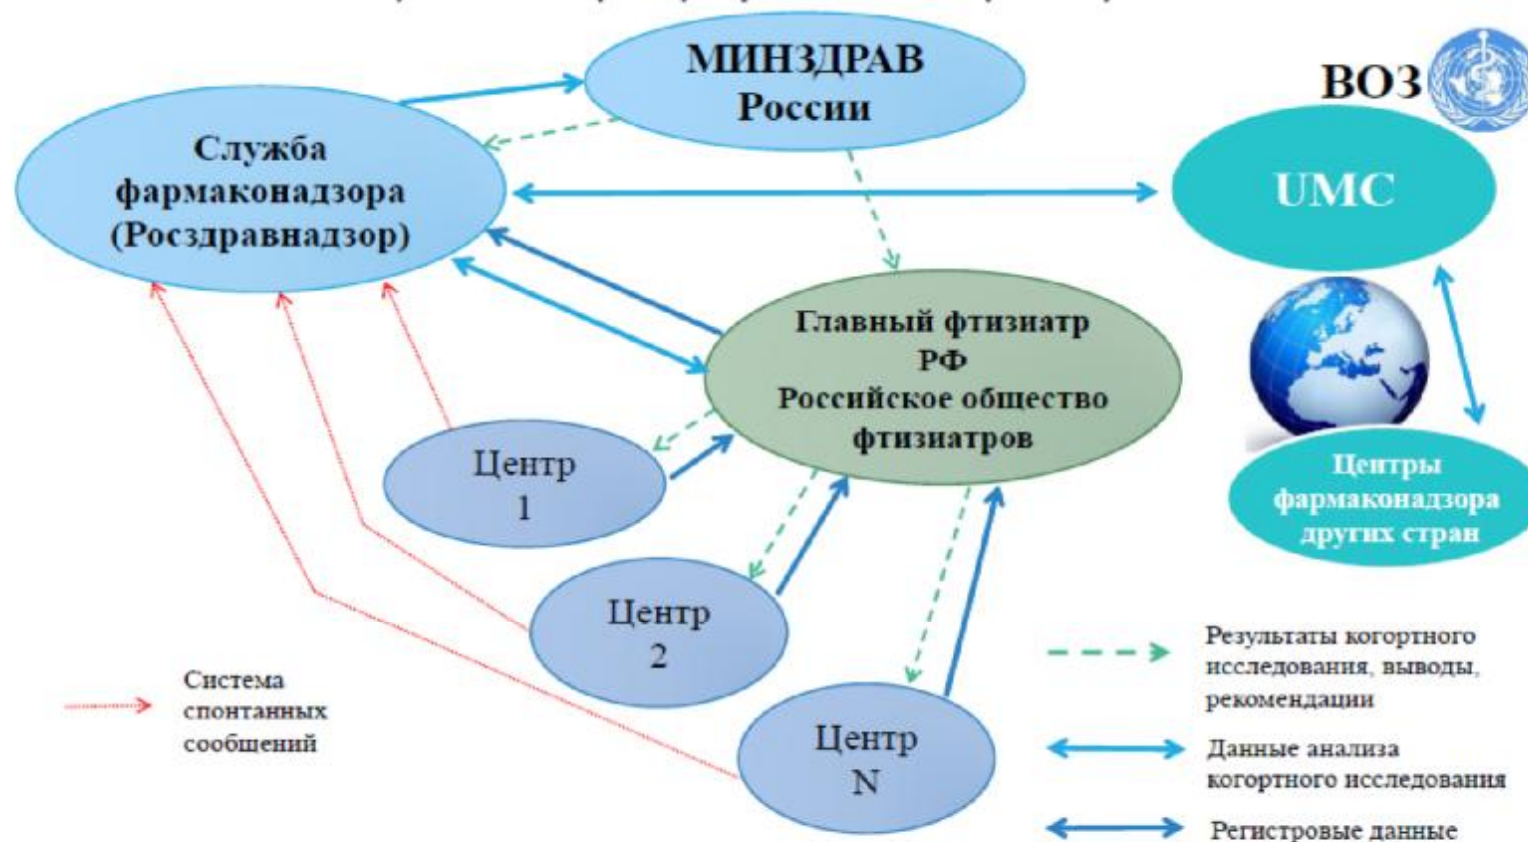 МИНЗДРАВ
России
ВОЗ
Служба
фармаконадзора
(Росздравнадзор)
UMC
Главный фтизиатр
РФ
Российское общество
фтизиатров
Центр
1
Центры
фармаконадзора
других стран
Центр
2
Центр
N
Система
спонтанных
сообщений
Результаты когортного
исследования, выводы,
рекомендации
Данные анализа
когортного исследования
Регистровые данные